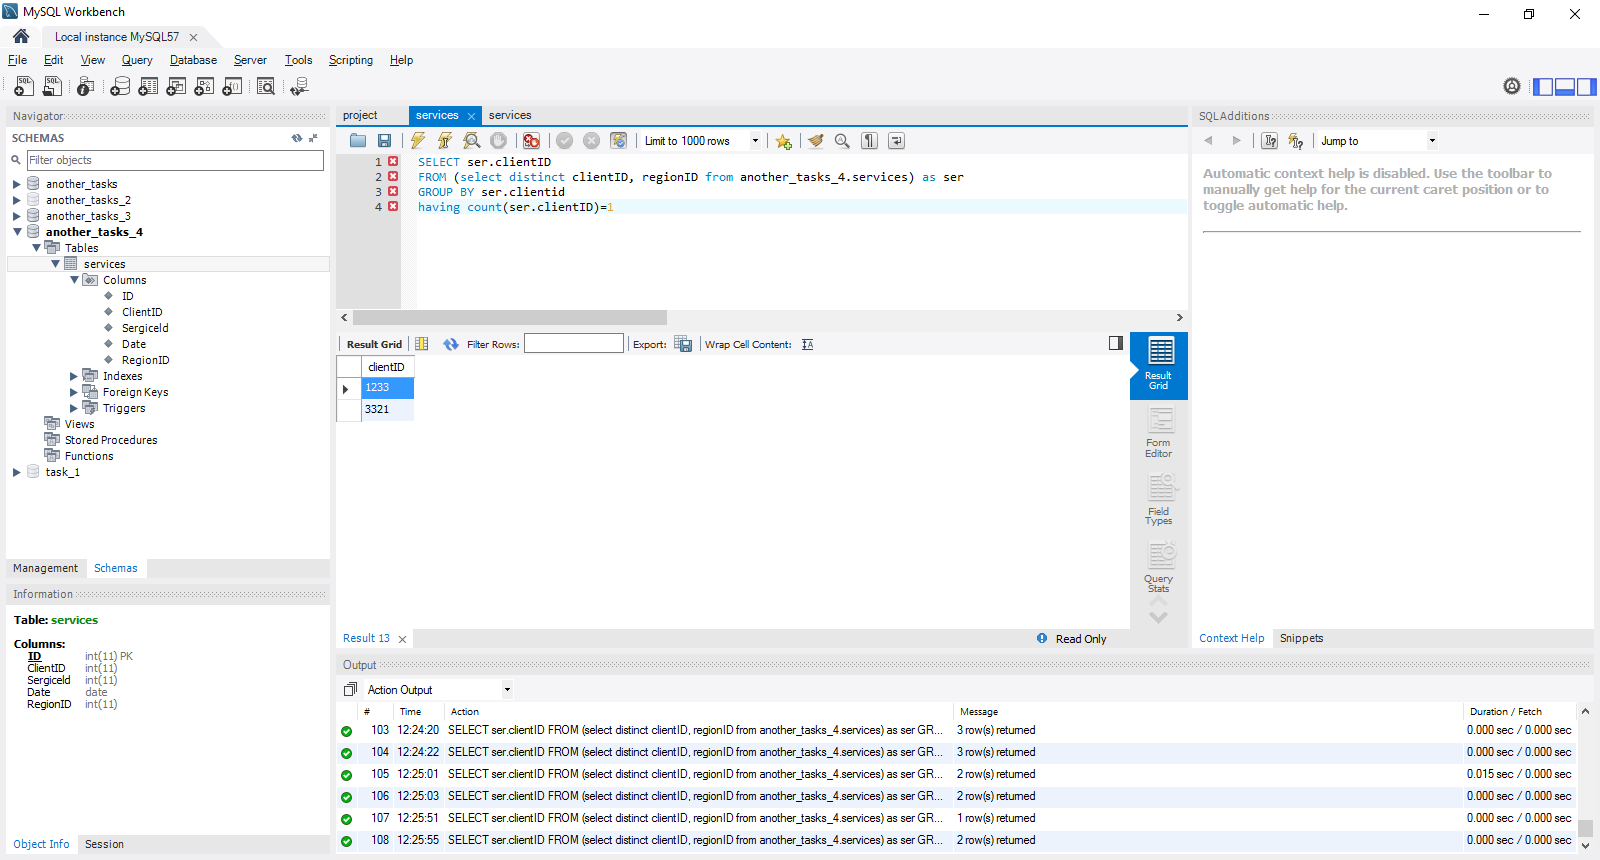 MySQL Workbench
Local instance MySQL57
File Edit View Query Database Server Tools Scripting Help
Navigator
SCHEMAS
Filter objects
another_tasks
another_tasks_2
another_tasks_3
another_tasks_4
Tables
services
Columns
ID
ClientID
SergiceId
Date
RegionID
Indexes
Foreign Keys
Triggers
Views
Stored Procedures
Functions
task_1
Management Schemas
Information
Table: services
Columns:
ID int(11) PK
ClientID int(11)
SergiceId int(11)
Date date
RegionID int(11)
Object Info Session
project services services
Limit to 1000 rows
1 SELECT ser.clientID
2 FROM (select distinct clientID, regionID from another_tasks_4.services) as ser
3 GROUP BY ser.clientid
4 having count(ser.clientID)=1
Result Grid Filter Rows: Export: Wrap Cell Content:
clientID
1233
3321
Result
Grid
Form
Editor
Field
Types
Query
Stats
Result 13 Read Only
SQLAdditions
Jump to
Automatic context help is disabled. Use the toolbar to
manually get help for the current caret position or to
toggle automatic help.
Context Help Snippets
Output
Action Output
# Time Action Message Duration / Fetch
103 12:24:20 SELECT ser.clientID FROM (select distinct clientID, regionID from another_tasks_4.services) as ser GR... 3 row(s) returned 0.000 sec / 0.000 sec
104 12:24:22 SELECT ser.clientID FROM (select distinct clientID, regionID from another_tasks_4.services) as ser GR... 3 row(s) returned 0.000 sec / 0.000 sec
105 12:25:01 SELECT ser.clientID FROM (select distinct clientID, regionID from another_tasks_4.services) as ser GR... 2 row(s) returned 0.015 sec / 0.000 sec
106 12:25:03 SELECT ser.clientID FROM (select distinct clientID, regionID from another_tasks_4.services) as ser GR... 2 row(s) returned 0.000 sec / 0.000 sec
107 12:25:51 SELECT ser.clientID FROM (select distinct clientID, regionID from another_tasks_4.services) as ser GR... 1 row(s) returned 0.000 sec / 0.000 sec
108 12:25:55 SELECT ser.clientID FROM (select distinct clientID, regionID from another_tasks_4.services) as ser GR... 2 row(s) returned 0.000 sec / 0.000 sec